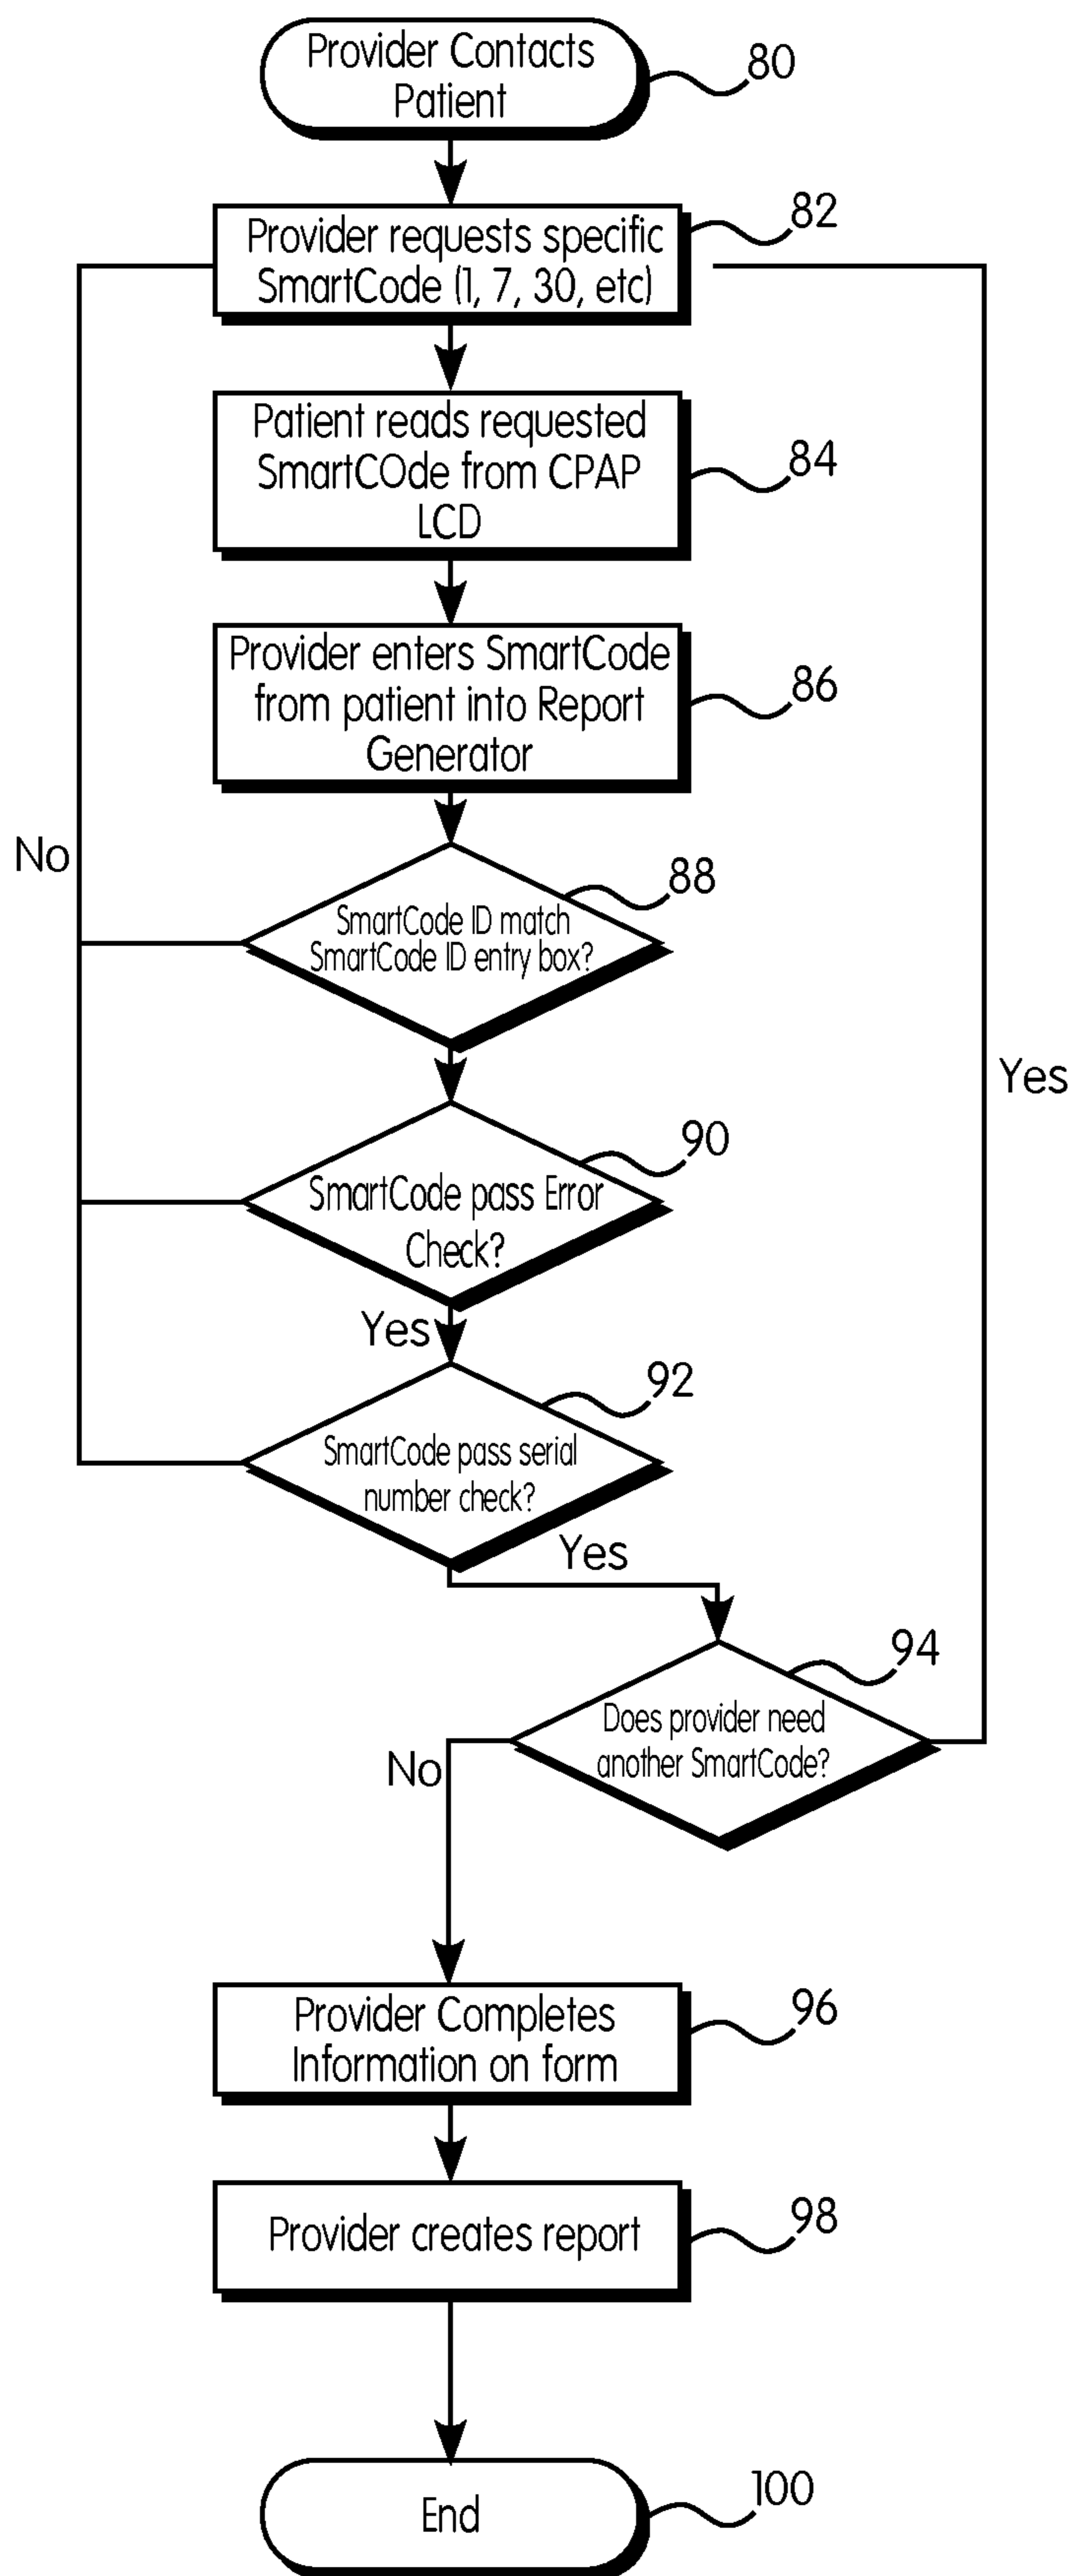 Provider Contacts
Patient
80
Provider requests specific
SmartCode (1, 7, 30, etc)
82
Patient reads requested
SmartCOde from CPAP
LCD
84
Provider enters SmartCode
from patient into Report
Generator
86
No
SmartCode ID match
SmartCode ID entry box?
88
Yes
SmartCode pass Error
Check?
90
Yes
SmartCode pass serial
number check?
92
Yes
Does provider need
another SmartCode?
94
No
Provider Completes
Information on form
96
Provider creates report
98
End
100